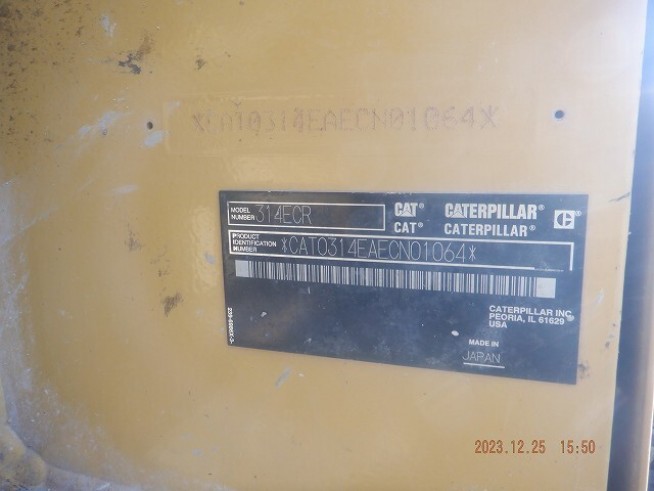 *CAT0314EAECN01064*
MODEL NUMBER 314ECR
CAT® CATERPILLAR®
CAT® CATERPILLAR®
PRODUCT IDENTIFICATION NUMBER *CAT0314EAECN01064*
CATERPILLAR INC.
PEORIA, IL 61629
USA
MADE IN
JAPAN
2023.12.25 15:50